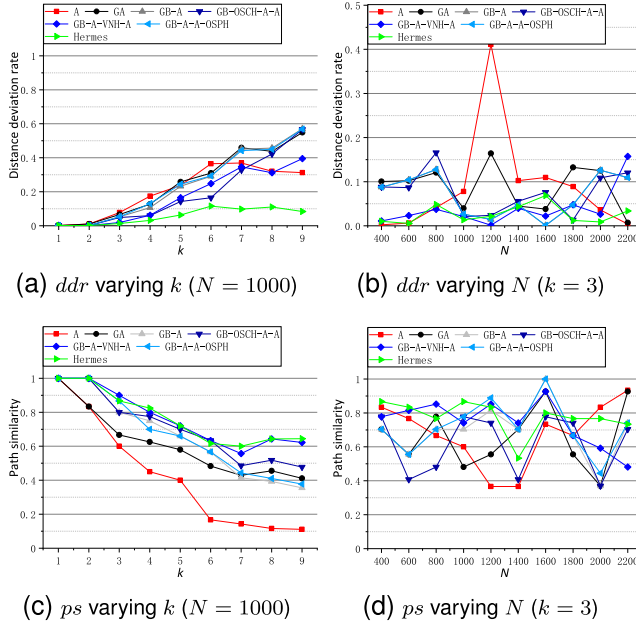 A GA GB-A GB-OSCH-A-A
GB-A-VNH-A GB-A-A-OSPH
Hermes
Distance deviation rate
1
0.8
0.6
0.4
0.2
0
1 2 3 4 5 6 7 8 9
k
(a) ddr varying k (N = 1000)
A GA GB-A GB-OSCH-A-A
GB-A-VNH-A GB-A-A-OSPH
Hermes
Distance deviation rate
0.5
0.4
0.3
0.2
0.1
0
400 600 800 1000 1200 1400 1600 1800 2000 2200
N
(b) ddr varying N (k = 3)
A GA GB-A GB-OSCH-A-A
GB-A-VNH-A GB-A-A-OSPH
Hermes
Path similarity
1
0.8
0.6
0.4
0.2
0
1 2 3 4 5 6 7 8 9
k
(c) ps varying k (N = 1000)
A GA GB-A GB-OSCH-A-A
GB-A-VNH-A GB-A-A-OSPH
Hermes
Path similarity
1
0.8
0.6
0.4
0.2
0
400 600 800 1000 1200 1400 1600 1800 2000 2200
N
(d) ps varying N (k = 3)